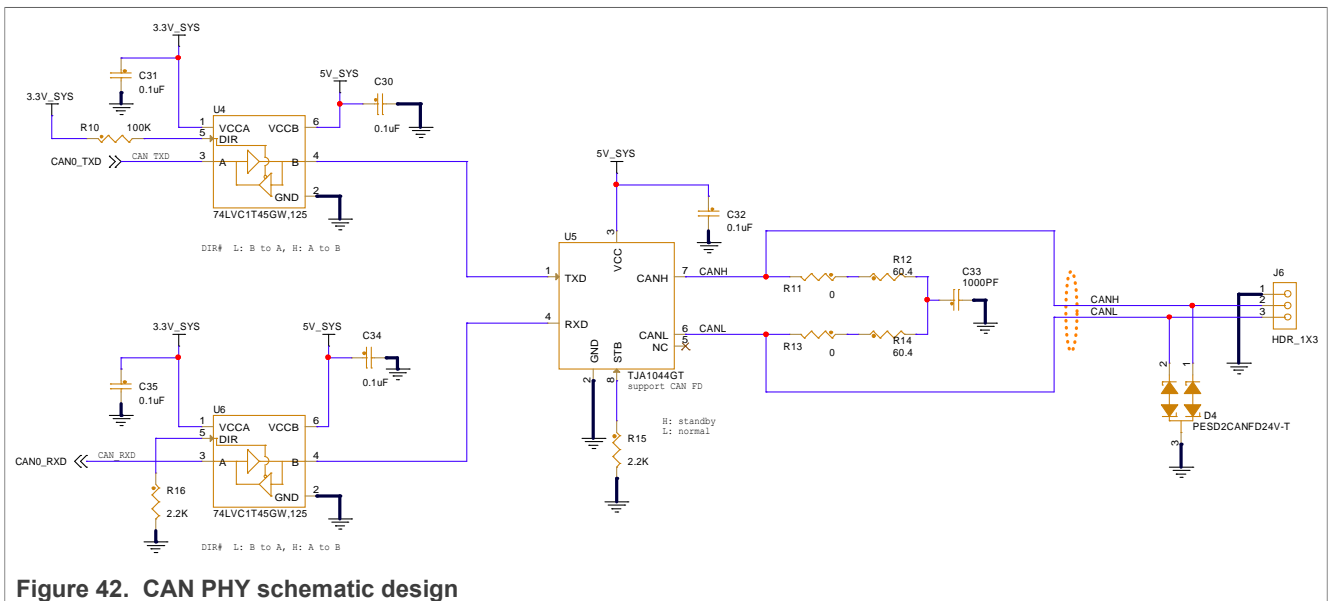 3.3V_SYS
C31
0.1uF
3.3V_SYS
R10 100K
U4
1 VCCA VCCB 6
5 DIR
CAN0_TXD CAN_TXD 3 A B 4
GND 2
74LVC1T45GW,125
DIR# L: B to A, H: A to B
5V_SYS
C30
0.1uF
5V_SYS
C32
0.1uF
U5
3 VCC
1 TXD CANH 7 CANH
4 RXD CANL 6 CANL
NC 5
GND STB
2 8
TJA1044GT
support CAN FD
H: standby
L: normal
R15
2.2K
R11 0
R12
60.4
C33
1000PF
R13 0
R14
60.4
CANH
CANL
J6
1
2
3
HDR_1X3
2 1
D4
PESD2CANFD24V-T
3
3.3V_SYS
C35
0.1uF
5V_SYS
C34
0.1uF
U6
1 VCCA VCCB 6
5 DIR
CAN0_RXD CAN_RXD 3 A B 4
GND 2
74LVC1T45GW,125
R16
2.2K
DIR# L: B to A, H: A to B
Figure 42. CAN PHY schematic design